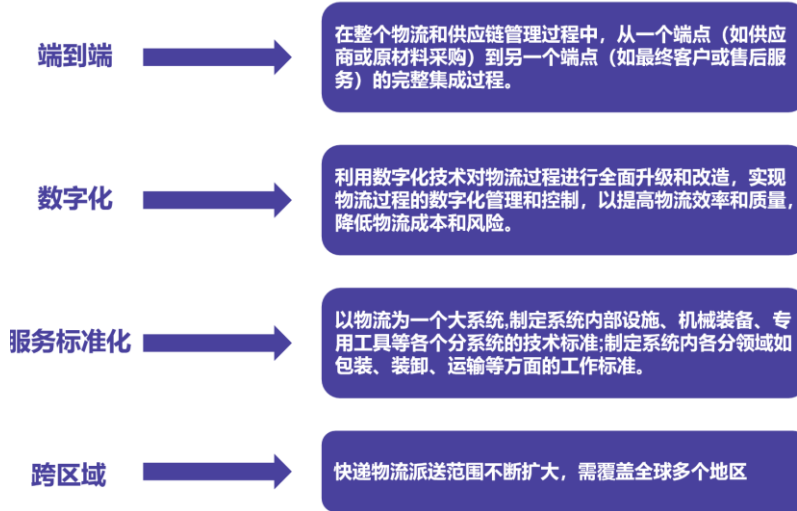 端到端
在整个物流和供应链管理过程中，从一个端点（如供应
商或原材料采购）到另一个端点（如最终客户或售后服
务）的完整集成过程。
数字化
利用数字化技术对物流过程进行全面升级和改造，实现
物流过程的数字化管理和控制，以提高物流效率和质量，
降低物流成本和风险。
服务标准化
以物流为一个大系统,制定系统内部设施、机械装备、专
用工具等各个分系统的技术标准;制定系统内各分领域如
包装、装卸、运输等方面的工作标准。
跨区域
快递物流派送范围不断扩大，需覆盖全球多个地区